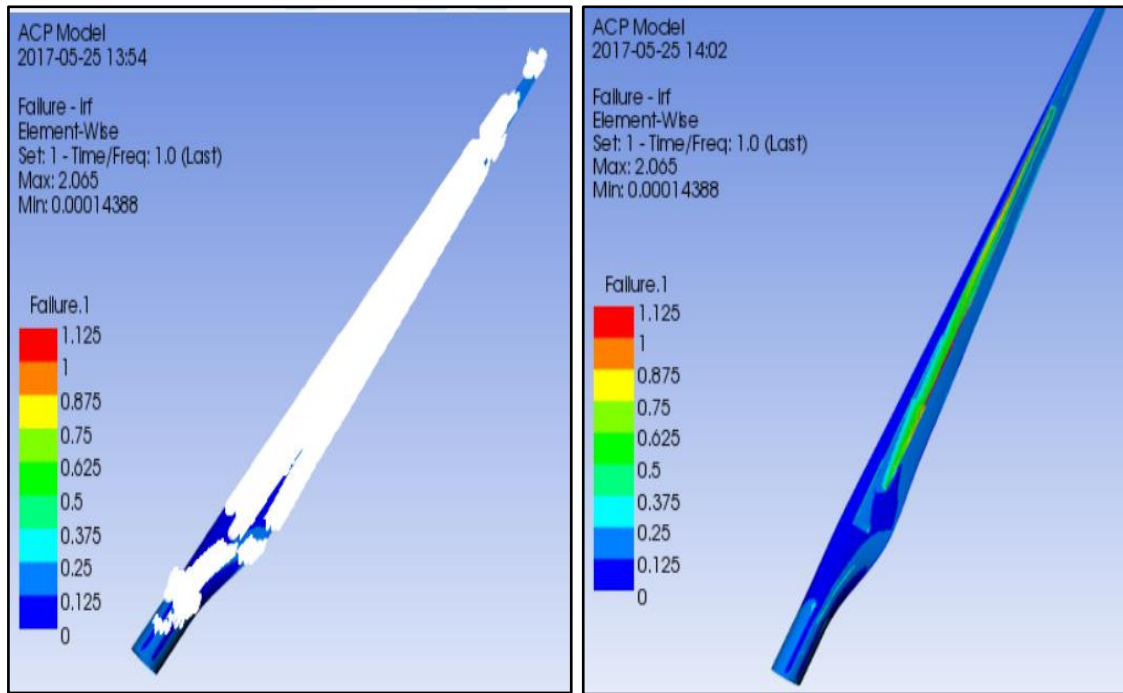 ACP Model
2017-05-25 13:54
Failure - irf
Element-Wise
Set: 1 - Time/Freq: 1.0 (Last)
Max: 2.065
Min: 0.00014388
Failure.1
1.125
1
0.875
0.75
0.625
0.5
0.375
0.25
0.125
0
ACP Model
2017-05-25 14:02
Failure - irf
Element-Wise
Set: 1 - Time/Freq: 1.0 (Last)
Max: 2.065
Min: 0.00014388
Failure.1
1.125
1
0.875
0.75
0.625
0.5
0.375
0.25
0.125
0